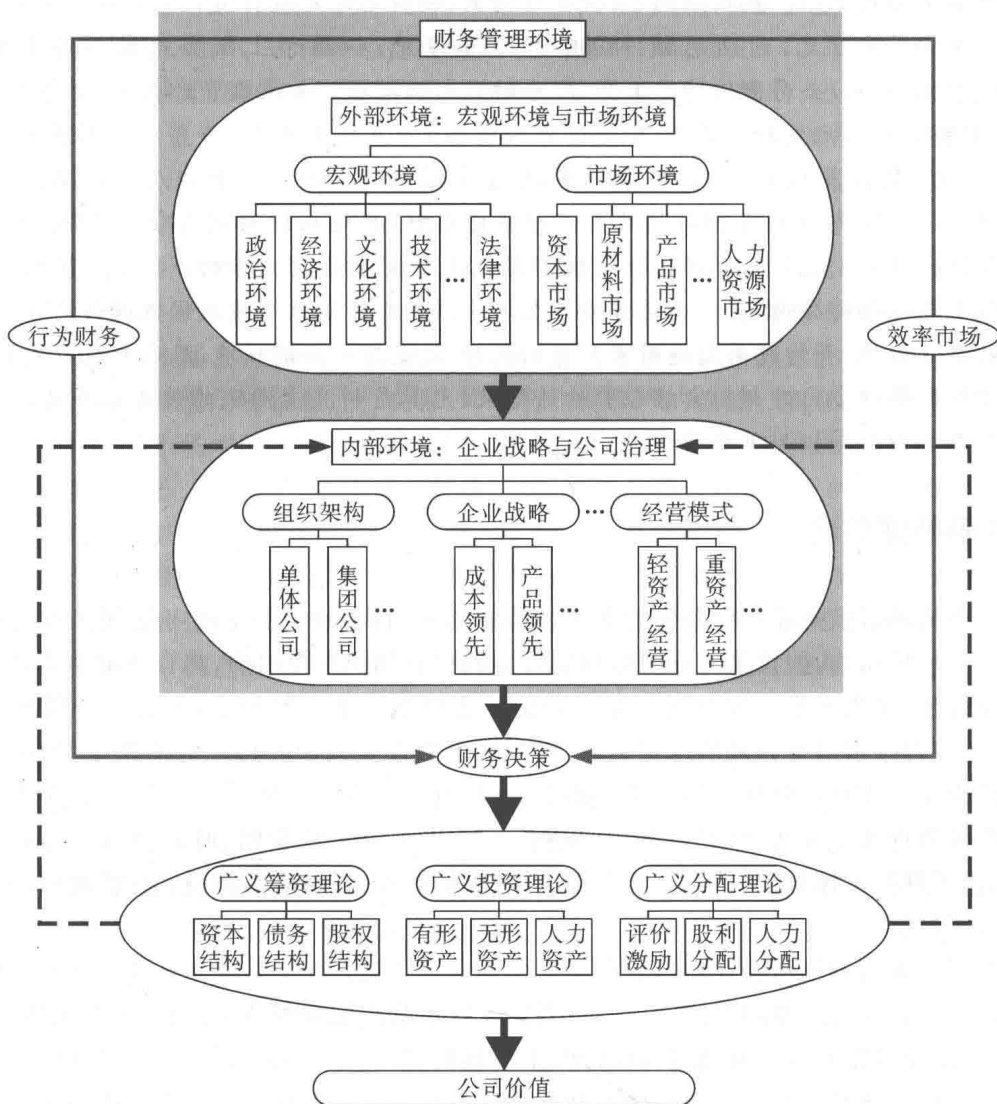 财务管理环境
外部环境：宏观环境与市场环境
宏观环境
市场环境
政治环境
经济环境
文化环境
技术环境
…
法律环境
资本市场
原材料市场
产品市场
…
人力资源市场
行为财务
效率市场
内部环境：企业战略与公司治理
组织架构
企业战略
…
经营模式
单体公司
集团公司
…
成本领先
产品领先
…
轻资产经营
重资产经营
…
财务决策
广义筹资理论
广义投资理论
广义分配理论
资本结构
债务结构
股权结构
有形资产
无形资产
人力资产
评价激励
股利分配
人力分配
公司价值